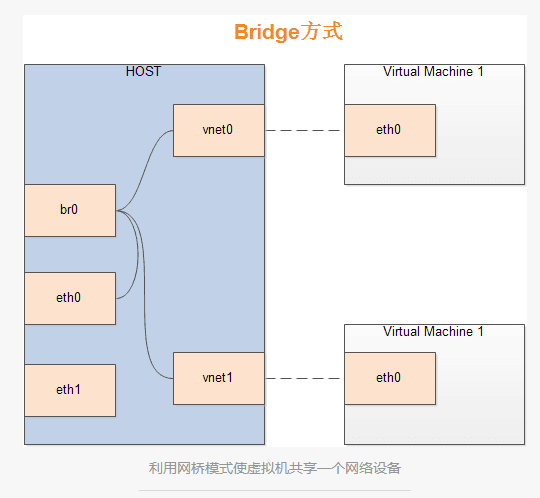 Bridge方式
HOST
Virtual Machine 1
vnet0
eth0
br0
eth0
Virtual Machine 1
vnet1
eth0
eth1
利用网桥模式使虚拟机共享一个网络设备